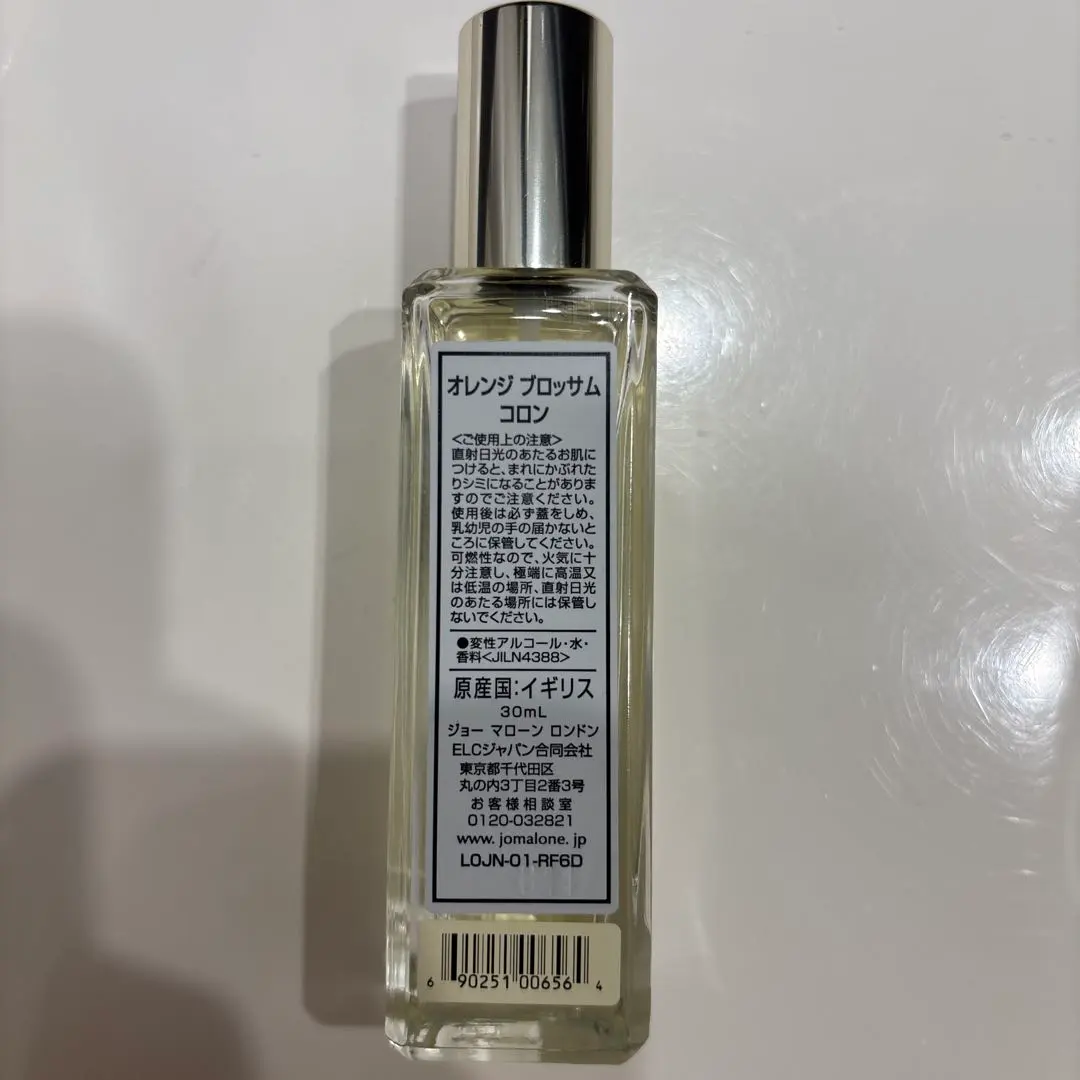 オレンジ ブロッサム
コロン
<ご使用上の注意>
直射日光のあたるお肌に
つけると、まれにかぶれた
りシミになることがありま
すのでご注意ください。
使用後は必ず蓋をしめ、
乳幼児の手の届かないと
ころに保管してください。
可燃性なので、火気に十
分注意し、極端に高温又
は低温の場所、直射日光
のあたる場所には保管し
ないでください。
●変性アルコール・水・
香料<JILN4388>
原産国:イギリス
30mL
ジョー マローン ロンドン
ELCジャパン合同会社
東京都千代田区
丸の内3丁目2番3号
お客様相談室
0120-032821
www. jomalone. jp
L0JN-01-RF6D
6 90251 00656 4